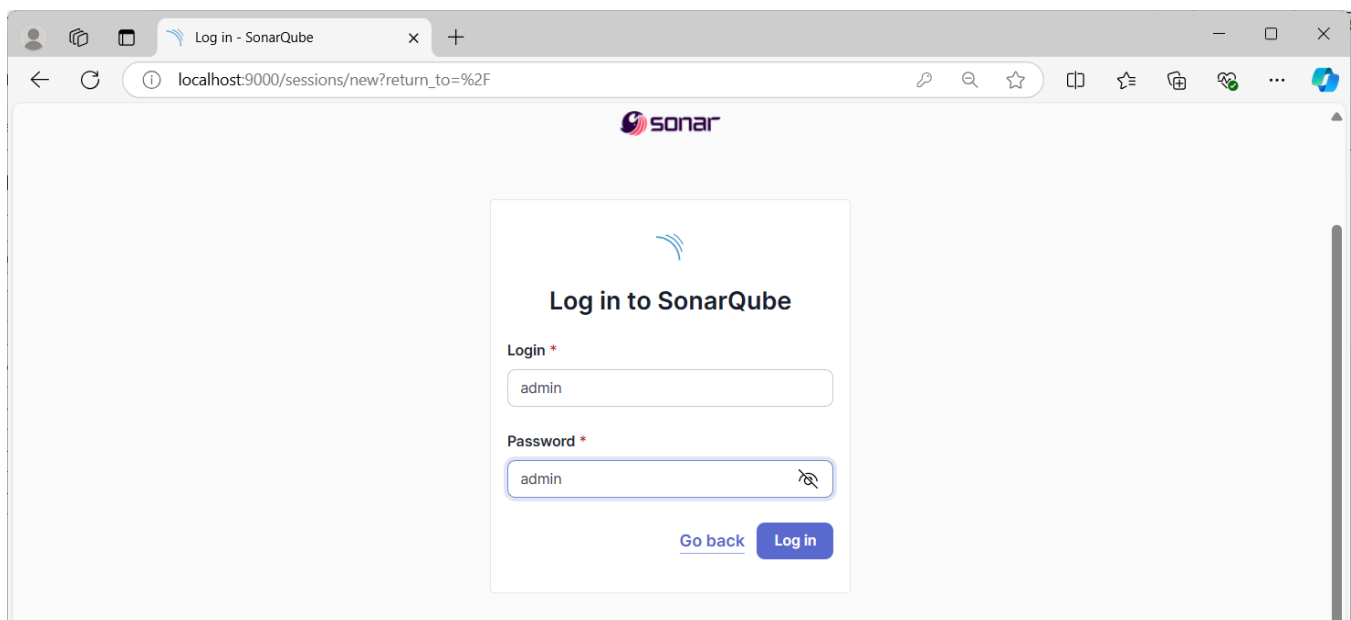 Log in - SonarQube
localhost:9000/sessions/new?return_to=%2F
sonar
Log in to SonarQube
Login *
admin
Password *
admin
Go back Log in